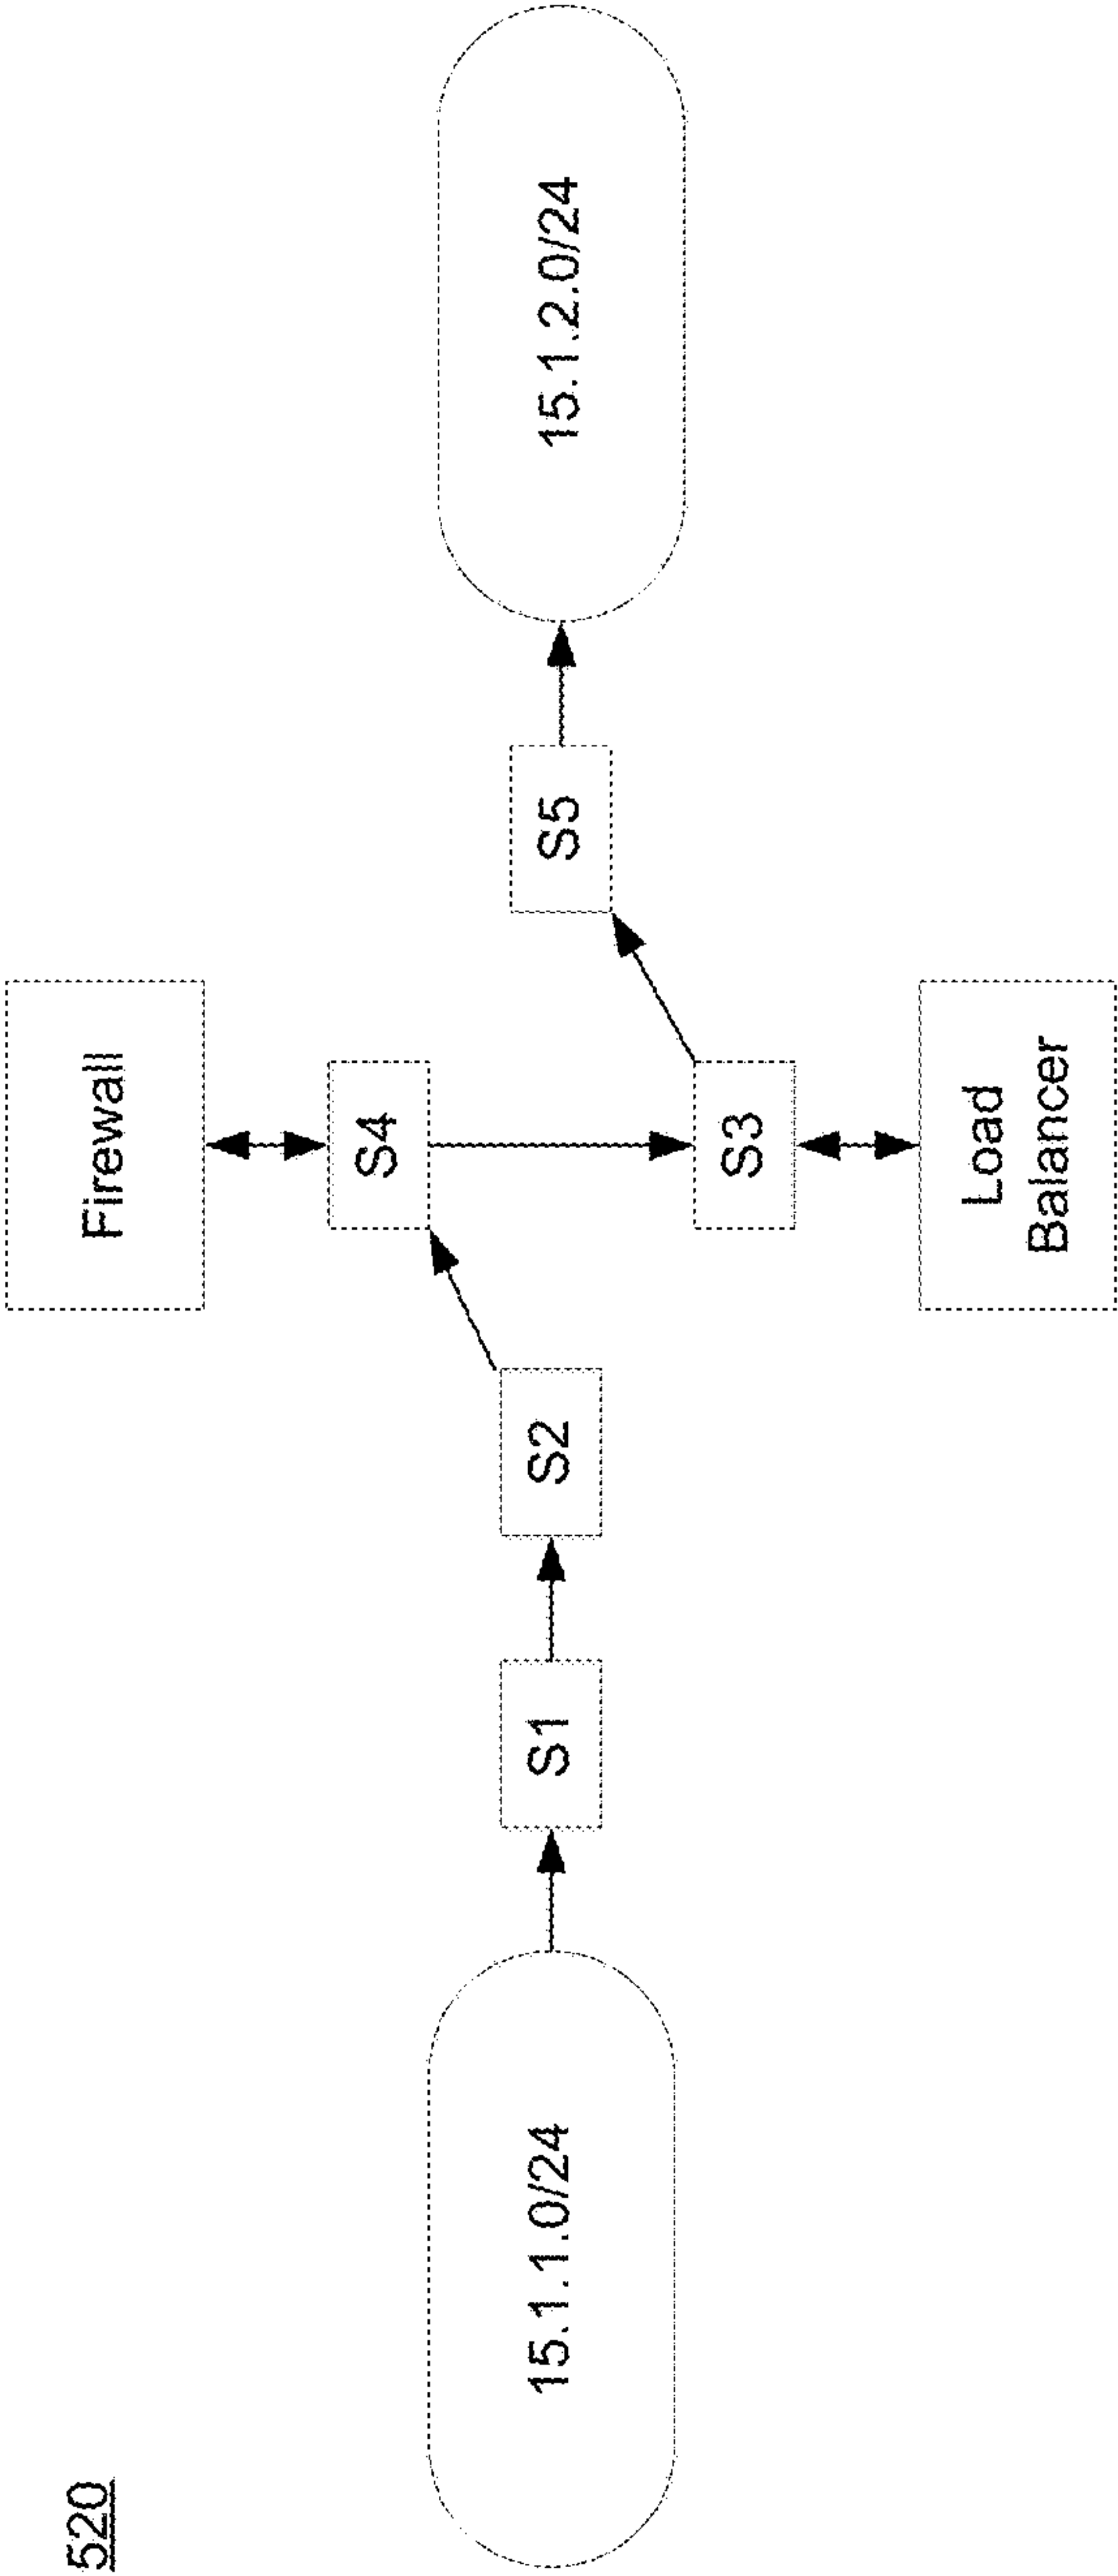 520
Firewall
15.1.1.0/24
S1
S2
S4
S3
S5
15.1.2.0/24
Load
Balancer